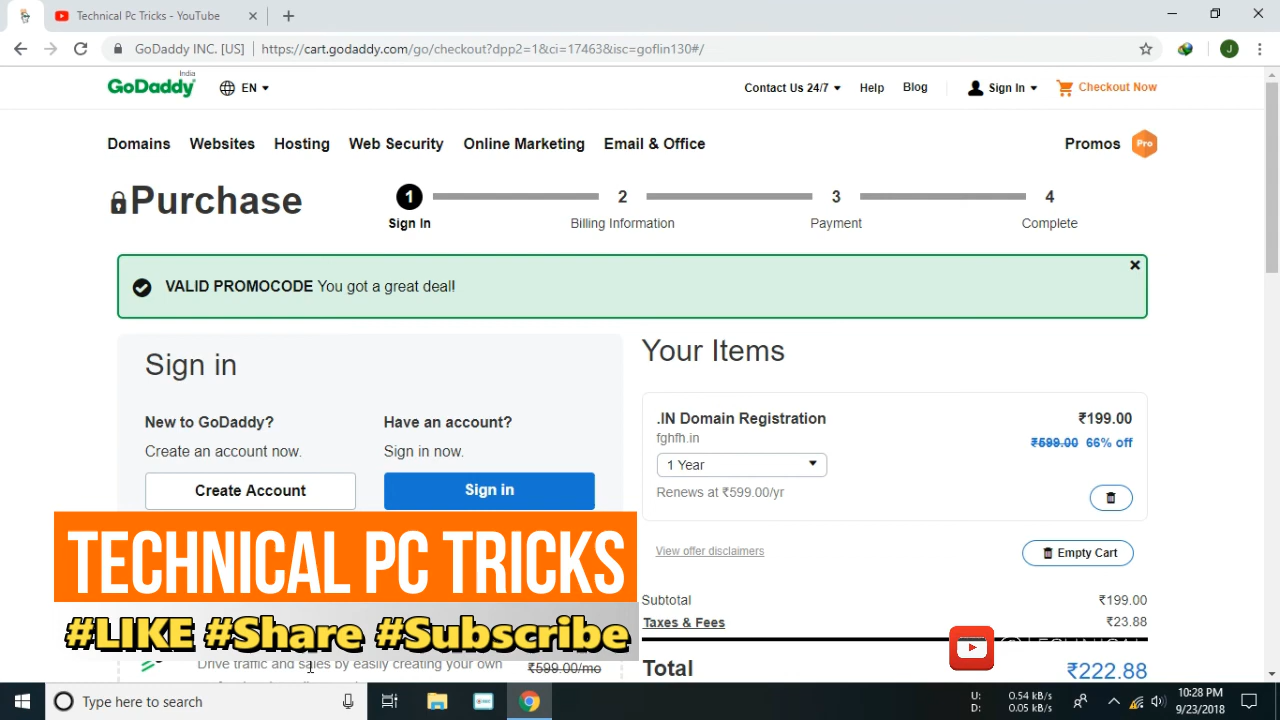 Technical Pc Tricks - YouTube
GoDaddy INC. [US]
https://cart.godaddy.com/go/checkout?dpp2=1&ci=17463&isc=goflin130#/
J
India
GoDaddy
EN
Contact Us 24/7
Help
Blog
Sign In
Checkout Now
Domains
Websites
Hosting
Web Security
Online Marketing
Email & Office
Promos
Pro
Purchase
1
2
3
4
Sign In
Billing Information
Payment
Complete
VALID PROMOCODE You got a great deal!
Sign in
New to GoDaddy?
Create an account now.
Create Account
Have an account?
Sign in now.
Sign in
Your Items
.IN Domain Registration
₹199.00
fghfh.in
₹599.00 66% off
1 Year
Renews at ₹599.00/yr
View offer disclaimers
Empty Cart
Subtotal
₹199.00
Taxes & Fees
₹23.88
Total
₹222.88
TECHNICAL PC TRICKS
#LIKE #Share #Subscribe
Drive traffic and sales by easily creating your own
₹599.00/mo
Type here to search
U: 0.54 kB/s
D: 0.05 kB/s
10:28 PM
9/23/2018